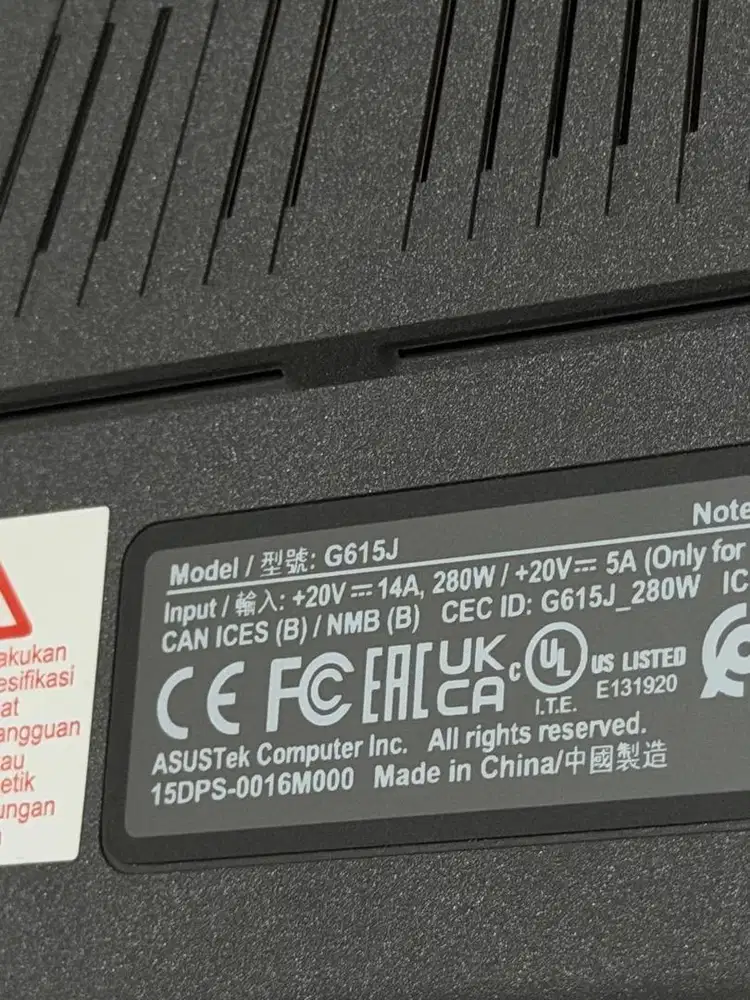 Note
Model / 型號: G615J
Input / 輸入: +20V⎓ 14A, 280W / +20V⎓ 5A (Only for
CAN ICES (B) / NMB (B) CEC ID: G615J_280W IC
CE FC EAC UK CA c UL US LISTED
I.T.E. E131920
ASUSTek Computer Inc. All rights reserved.
15DPS-0016M000 Made in China/中國製造
akukan
esifikasi
at
angguan
au
etik
ungan